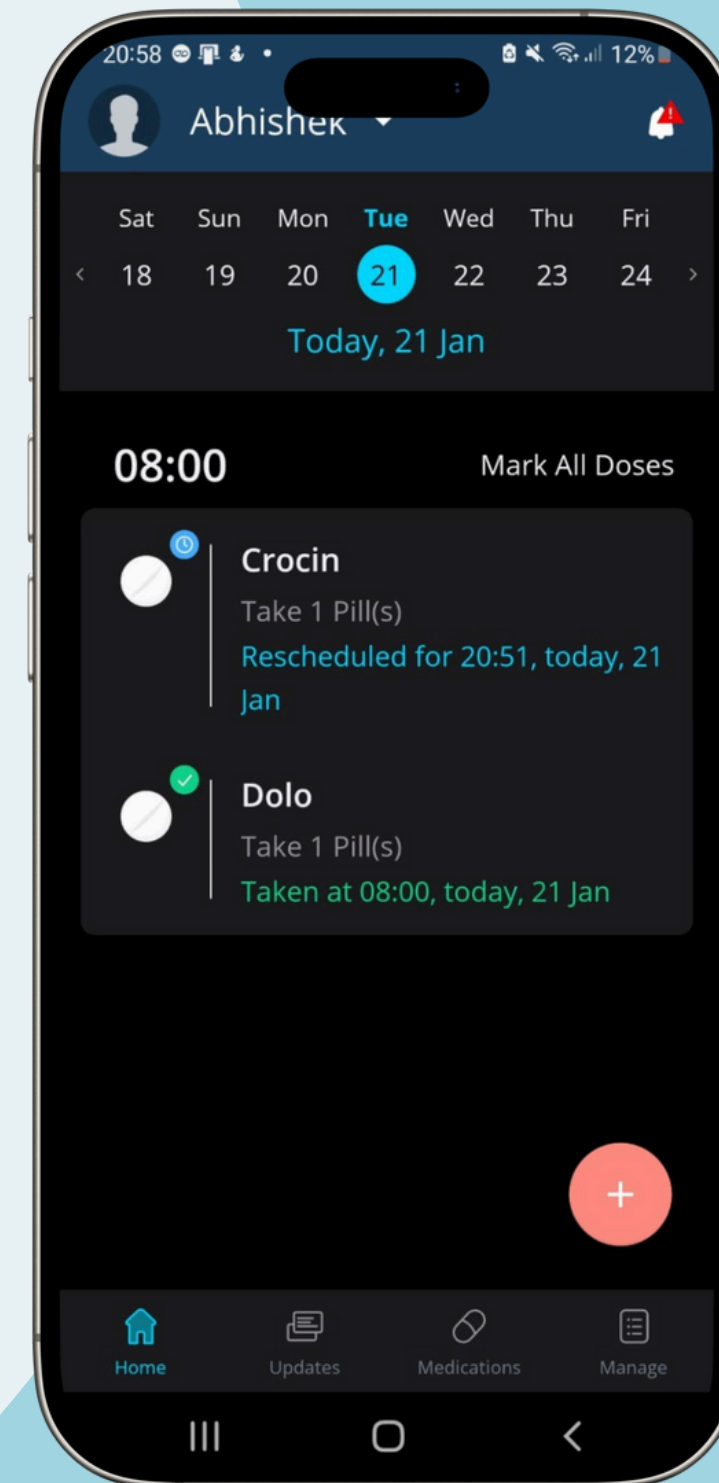 20:58 12%
Abhishek
Sat Sun Mon Tue Wed Thu Fri
< 18 19 20 21 22 23 24 >
Today, 21 Jan
08:00 Mark All Doses
Crocin
Take 1 Pill(s)
Rescheduled for 20:51, today, 21
Jan
Dolo
Take 1 Pill(s)
Taken at 08:00, today, 21 Jan
+
Home Updates Medications Manage